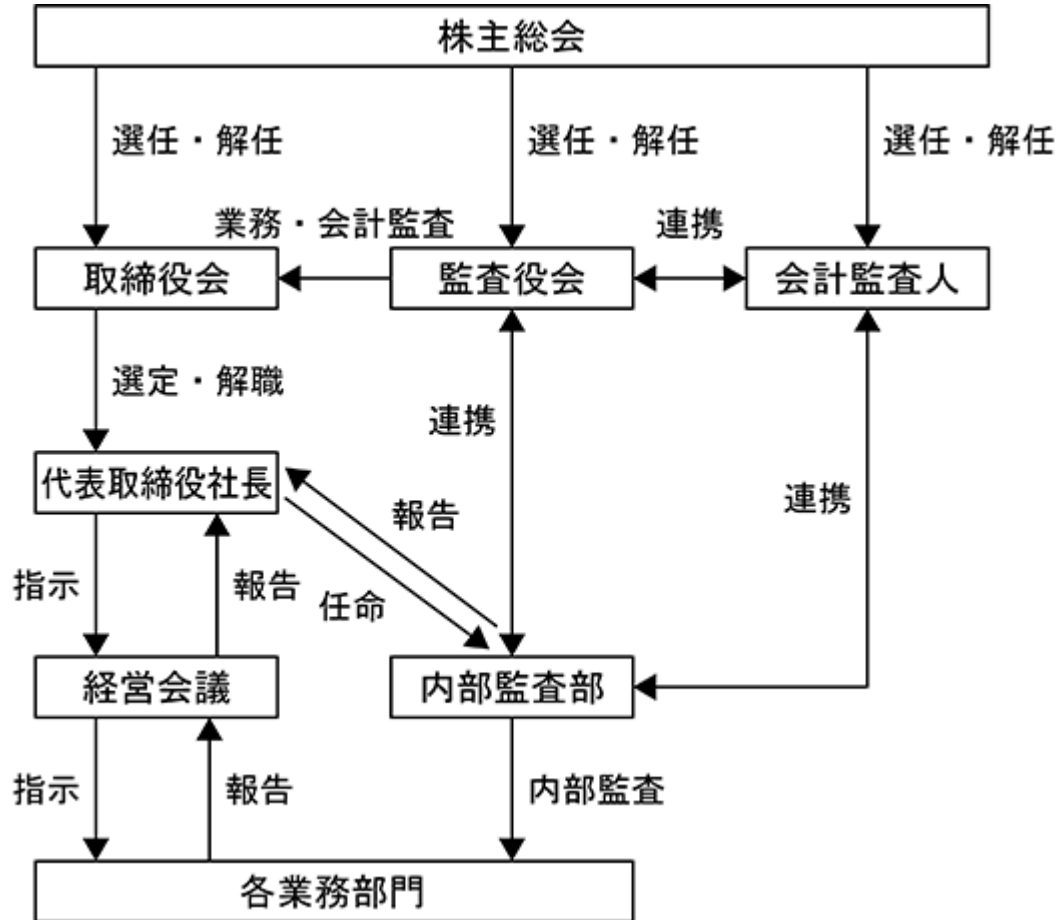 株主総会
選任・解任
選任・解任
選任・解任
業務・会計監査
連携
取締役会
監査役会
会計監査人
選定・解職
連携
代表取締役社長
報告
連携
指示
報告
任命
経営会議
内部監査部
指示
報告
内部監査
各業務部門